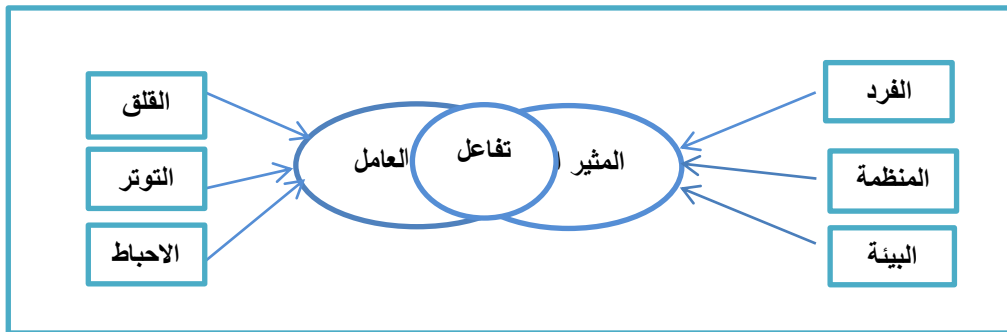 الفرد
المنظمة
البيئة
المثير
تفاعل
العامل
القلق
التوتر
الاحباط